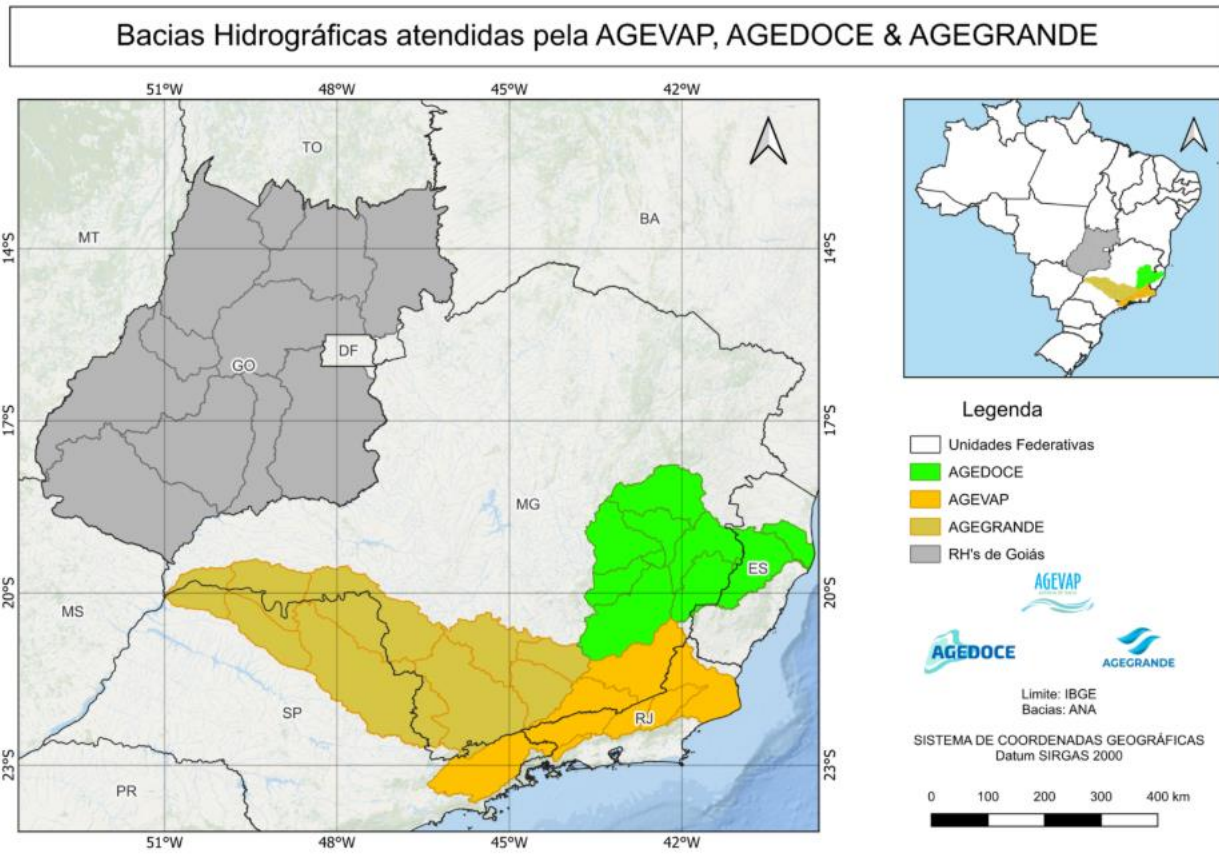 Bacias Hidrográficas atendidas pela AGEVAP, AGEDOCE & AGEGRANDE
51°W 48°W 45°W 42°W
TO
MT
BA
14°S
14°S
DF
GO
17°S
17°S
MG
ES
20°S
20°S
MS
SP
RJ
23°S
23°S
PR
51°W 48°W 45°W 42°W
Legenda
Unidades Federativas
AGEDOCE
AGEVAP
AGEGRANDE
RH's de Goiás
AGEVAP
AGEDOCE
AGEGRANDE
Limite: IBGE
Bacias: ANA
SISTEMA DE COORDENADAS GEOGRÁFICAS
Datum SIRGAS 2000
0 100 200 300 400 km